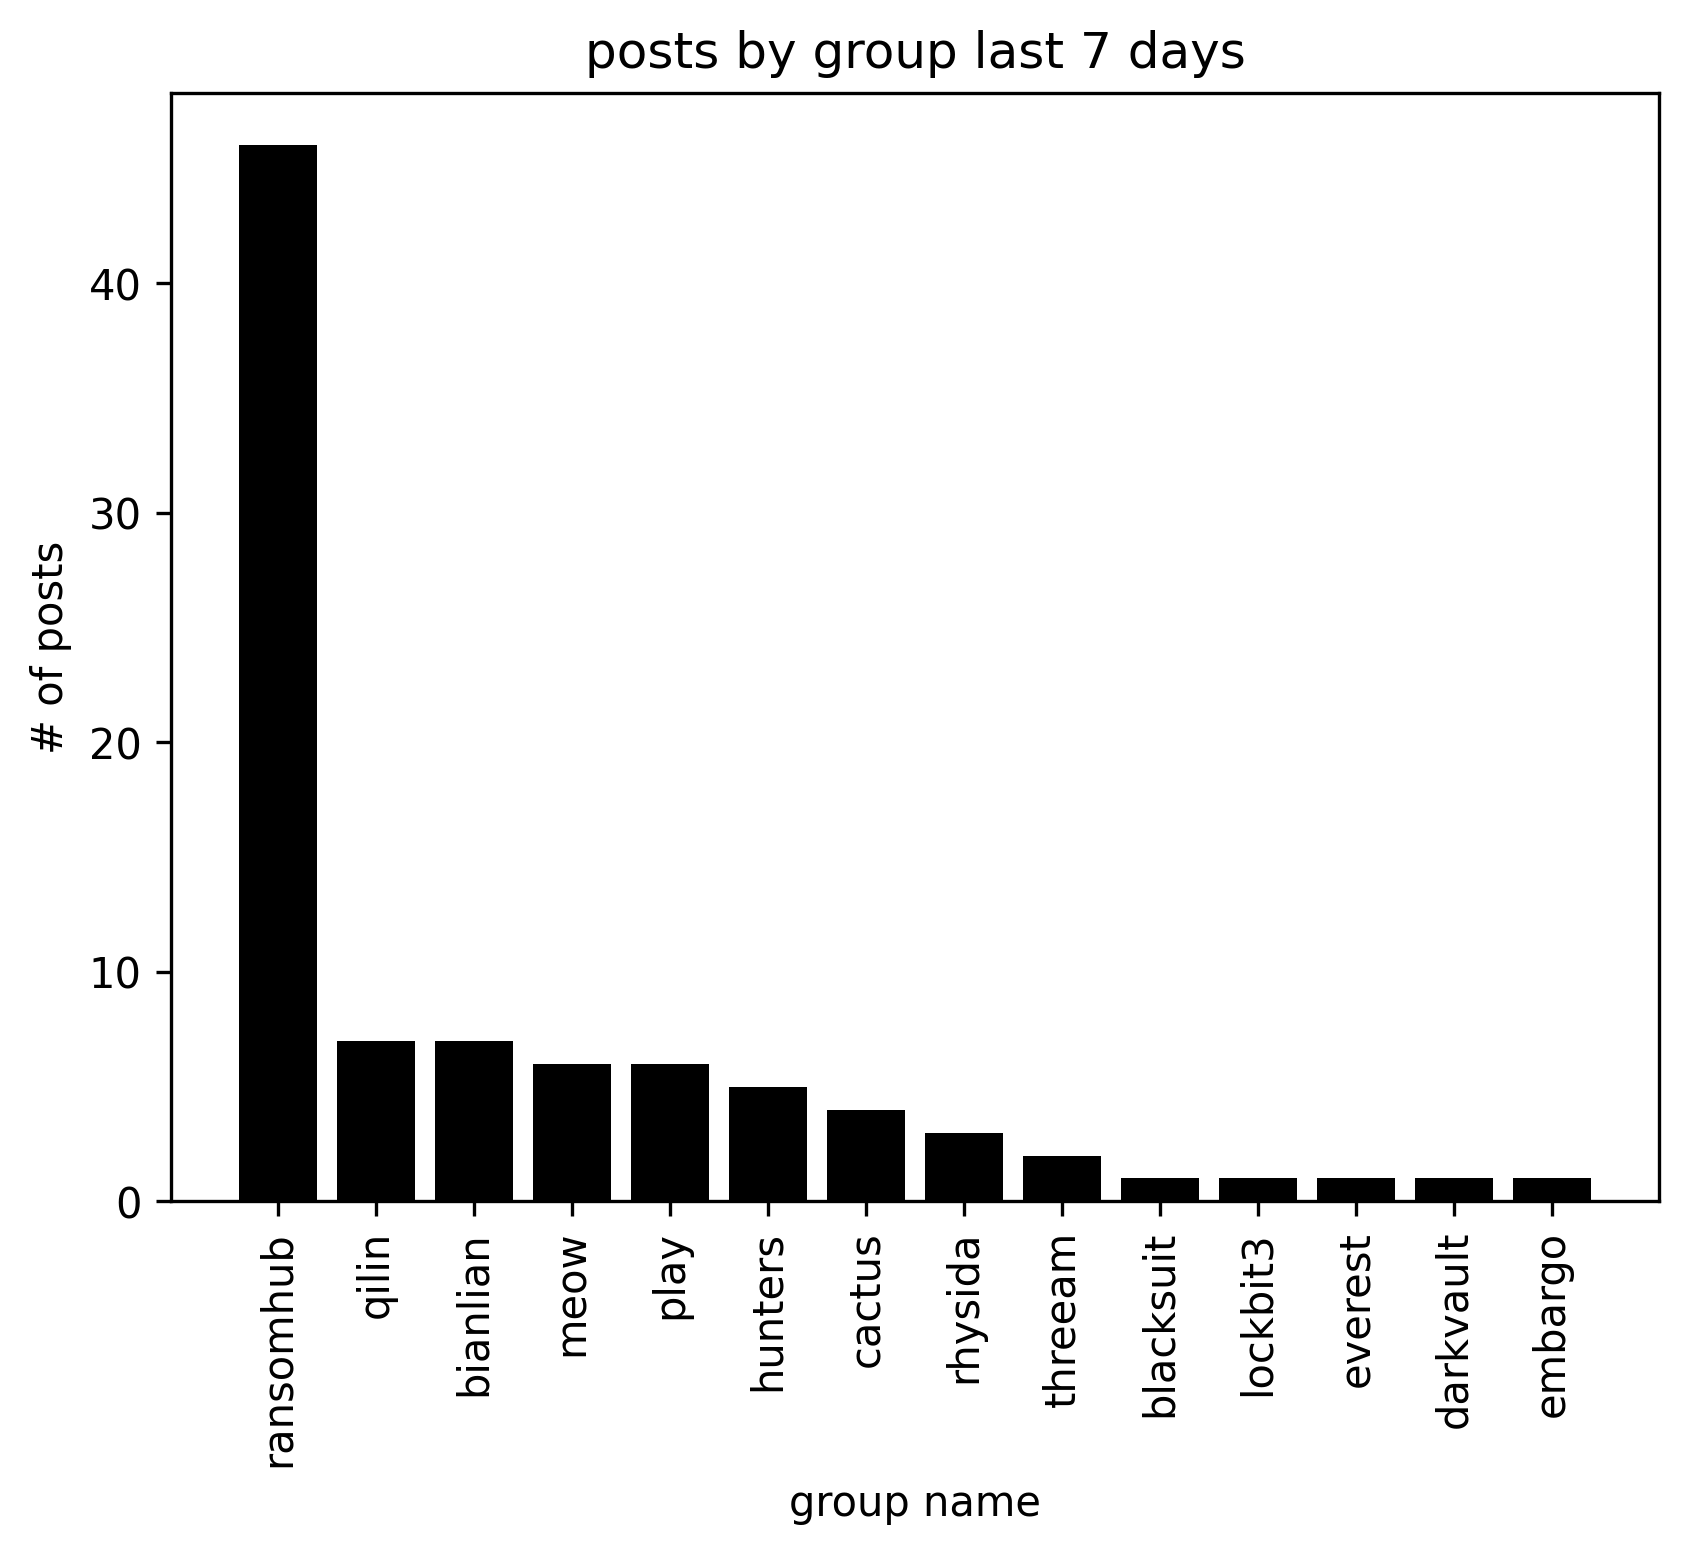 posts by group last 7 days
# of posts
40
30
20
10
0
ransomhub
qilin
bianlian
meow
play
hunters
cactus
rhysida
threeam
blacksuit
lockbit3
everest
darkvault
embargo
group name